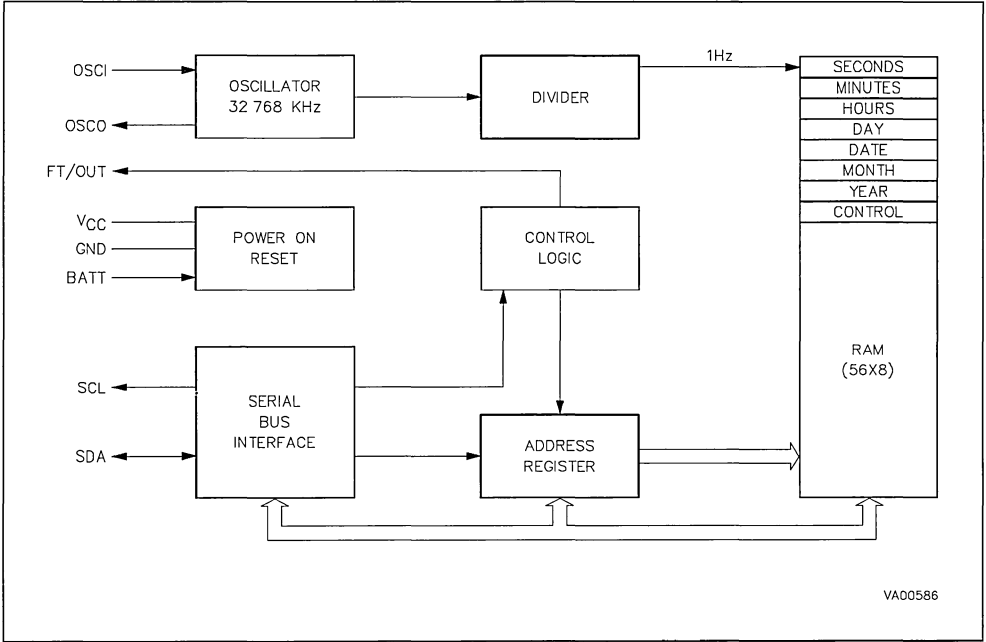 OSCI
OSCO
OSCILLATOR
32 768 KHz
DIVIDER
1Hz
SECONDS
MINUTES
HOURS
DAY
DATE
MONTH
YEAR
CONTROL
RAM
(56X8)
FT/OUT
VCC
GND
BATT
POWER ON
RESET
CONTROL
LOGIC
SCL
SDA
SERIAL
BUS
INTERFACE
ADDRESS
REGISTER
VA00586